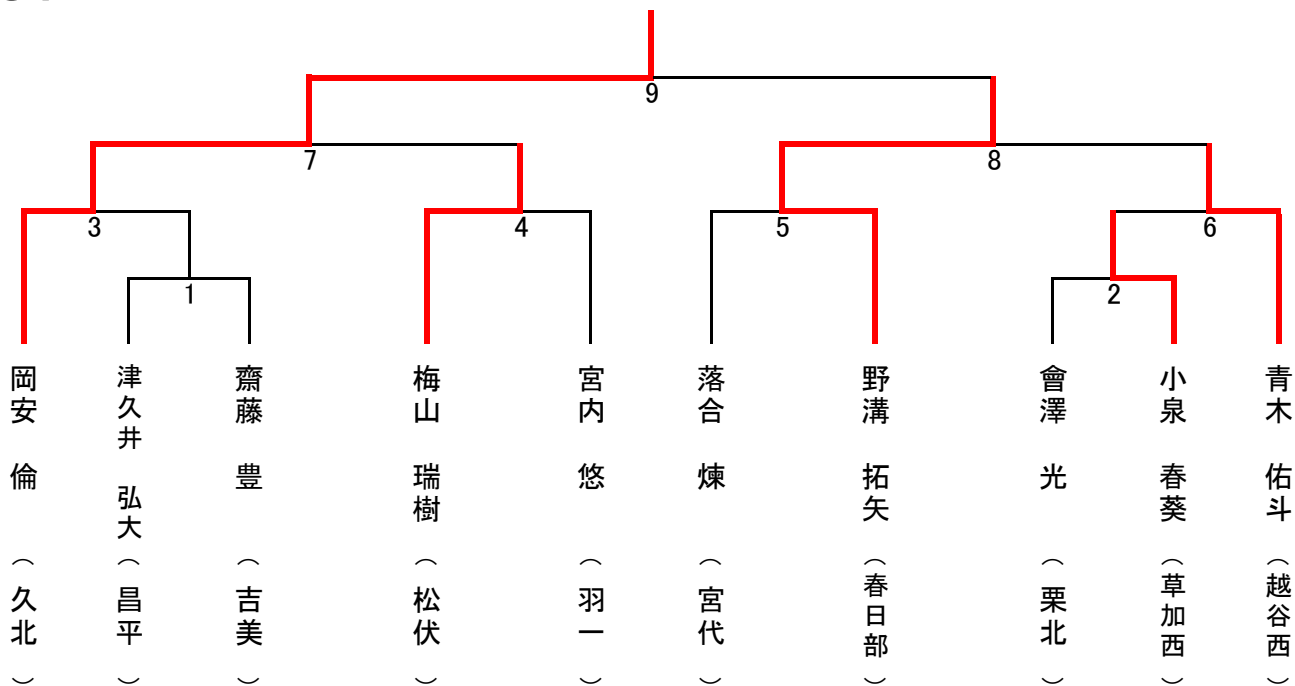 9
7
8
3
4
5
6
1
2
岡安 倫 (久北)
津久井 弘大 (昌平)
齋藤 豊 (吉美)
梅山 瑞樹 (松伏)
宮内 悠 (羽一)
落合 煉 (宮代)
野溝 拓矢 (春日部)
會澤 光 (栗北)
小泉 春葵 (草加西)
青木 佑斗 (越谷西)